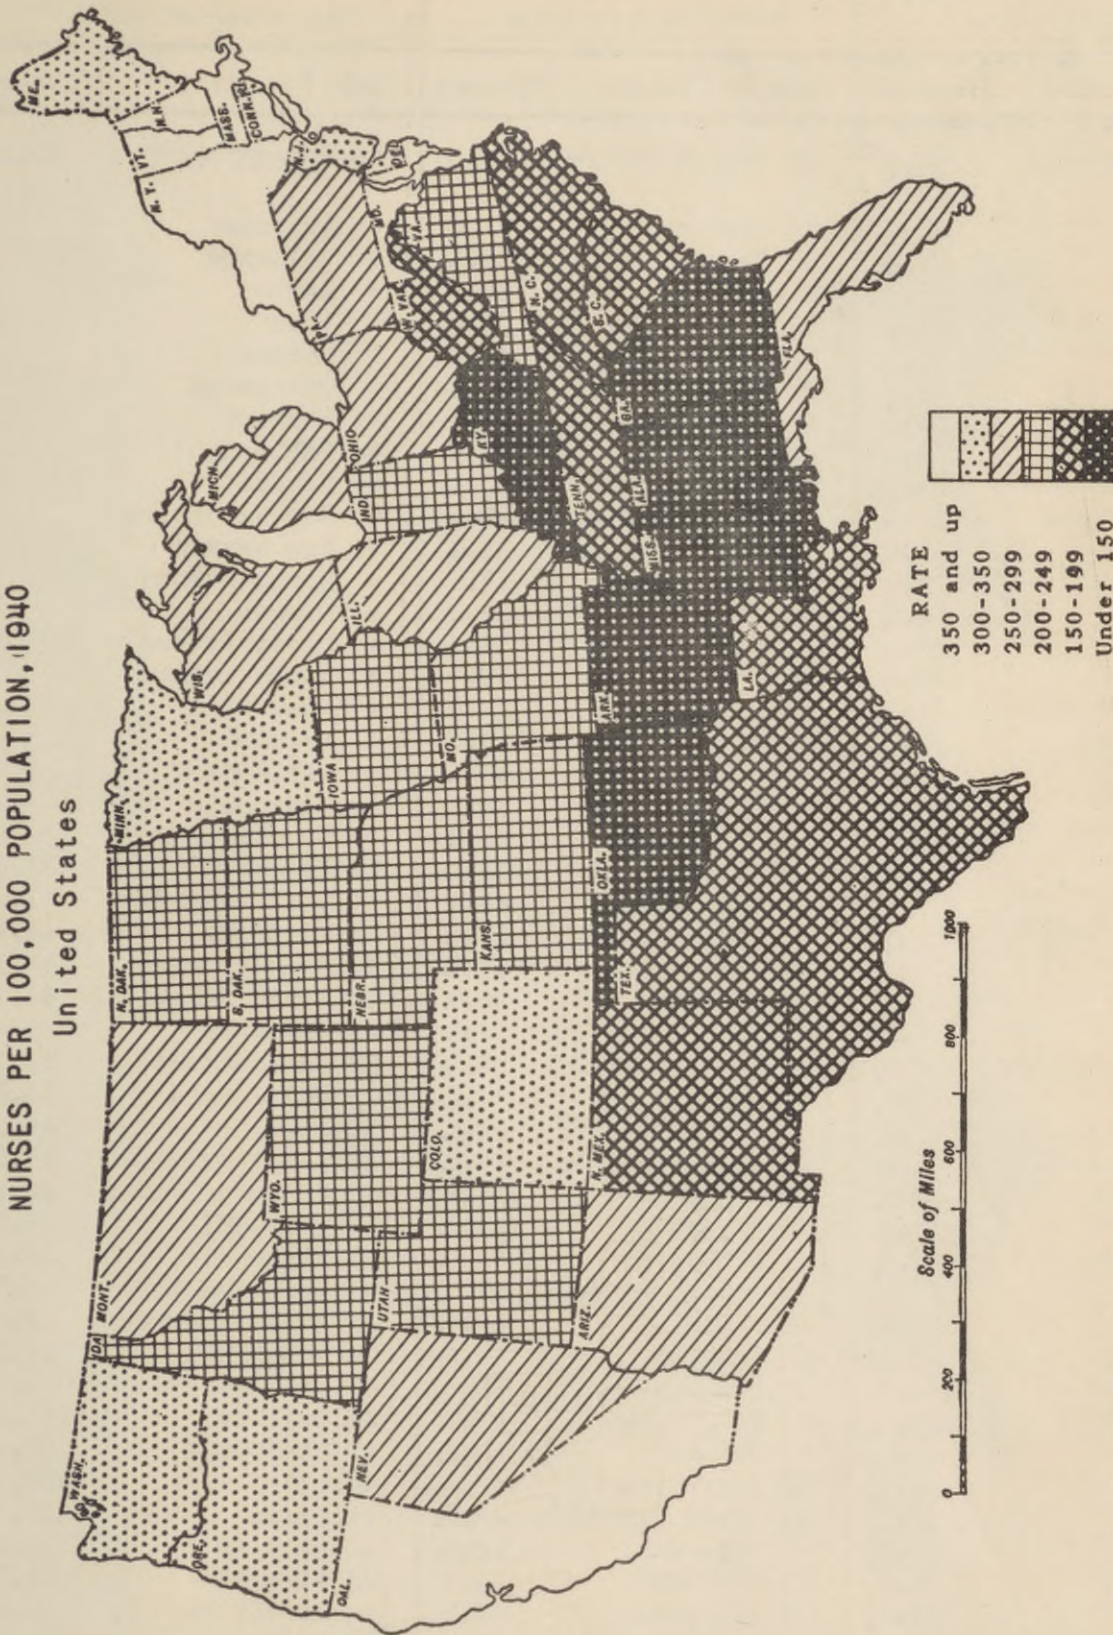 NURSES PER 100,000 POPULATION, 1940
United States
WASH.
ORE.
CAL.
NEV.
IDA
MONT.
WYO.
UTAH
ARIZ.
COLO.
N. MEX.
N. DAK.
S. DAK.
NEBR.
KANS.
TEX.
OKLA.
MINN.
IOWA
MO.
ARK.
LA.
WIS.
ILL.
MICH.
IND.
OHIO
KY.
TENN.
MISS.
ALA.
GA.
FLA.
S. C.
N. C.
VA.
W. VA.
MD.
DEL
PA.
N.J.
N. Y.
VT.
N.H.
ME.
MASS.
CONN.
R.I.
Scale of Miles
0 200 400 600 800 1000
RATE
350 and up
300-350
250-299
200-249
150-199
Under 150